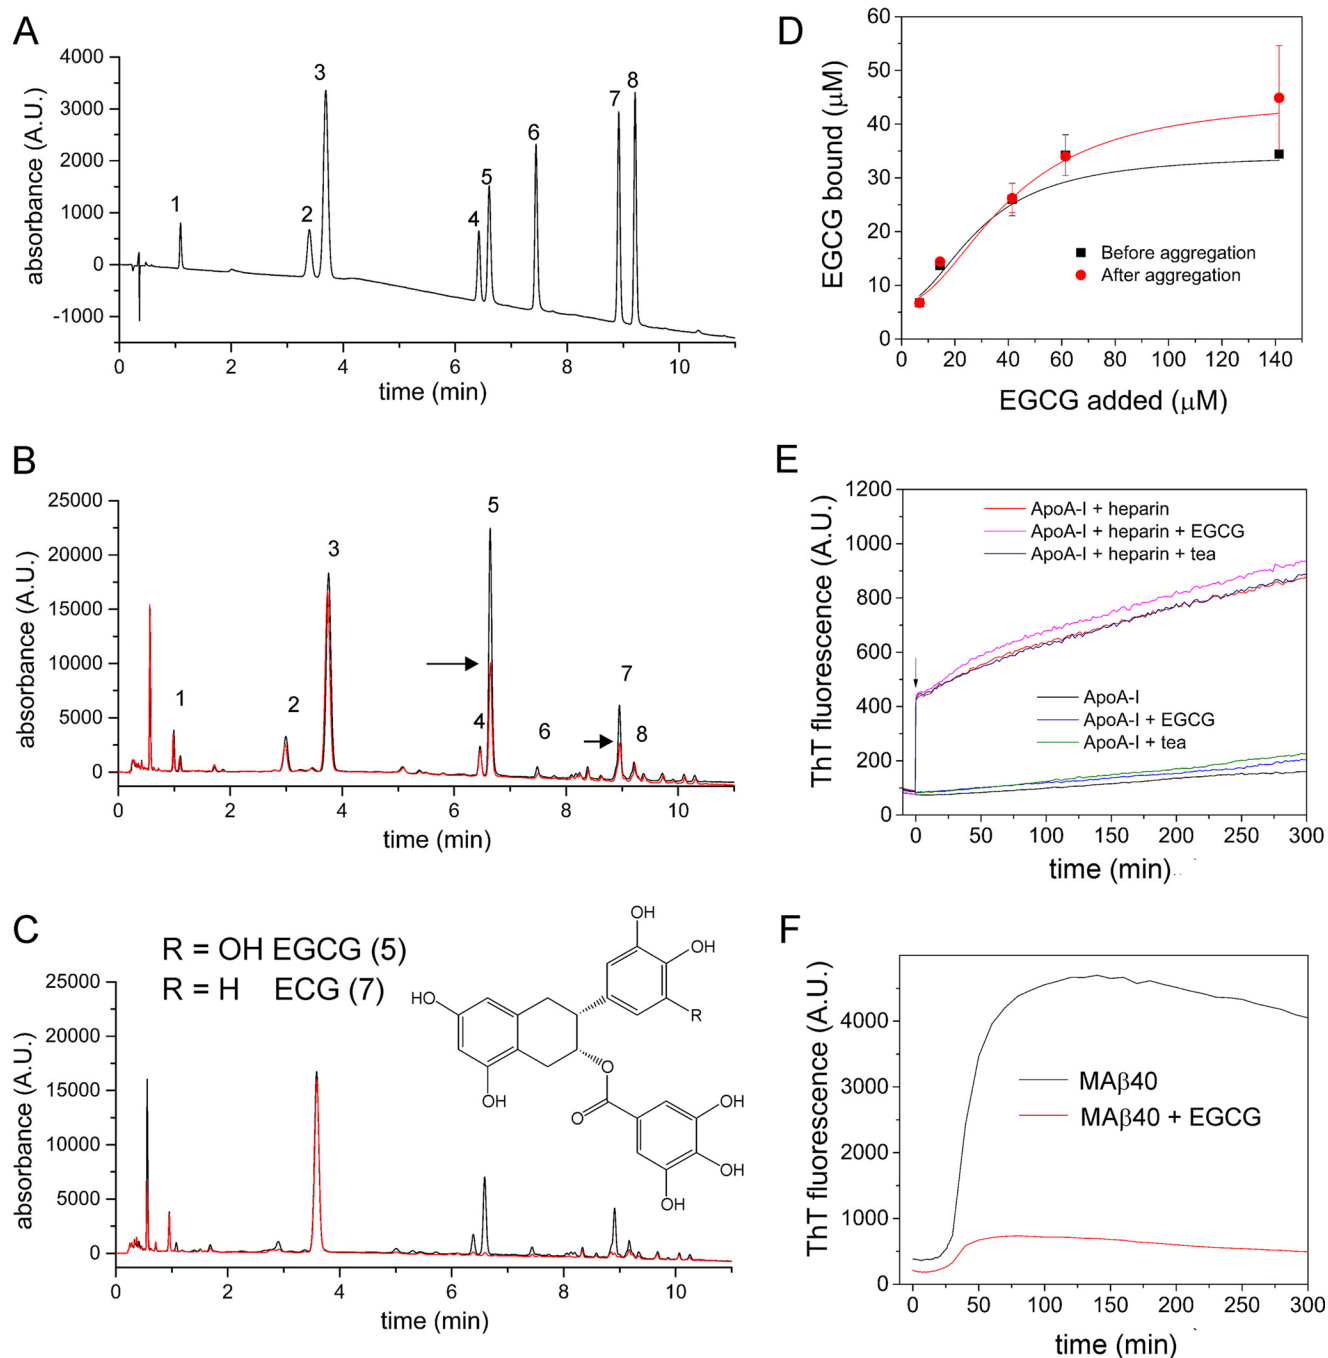 A
absorbance (A.U.)
4000
3000
2000
1000
0
-1000
1
2
3
4
5
6
7
8
0
2
4
6
8
10
time (min)
B
absorbance (A.U.)
25000
20000
15000
10000
5000
0
1
2
3
4
5
6
7
8
0
2
4
6
8
10
time (min)
C
R = OH EGCG (5)
R = H ECG (7)
absorbance (A.U.)
25000
20000
15000
10000
5000
0
OH
OH
HO
R
OH
O
O
OH
OH
OH
0
2
4
6
8
10
time (min)
D
EGCG bound (μM)
60
50
40
30
20
10
0
Before aggregation
After aggregation
0
20
40
60
80
100
120
140
EGCG added (μM)
E
ThT fluorescence (A.U.)
1200
1000
800
600
400
200
0
ApoA-I + heparin
ApoA-I + heparin + EGCG
ApoA-I + heparin + tea
ApoA-I
ApoA-I + EGCG
ApoA-I + tea
0
50
100
150
200
250
300
time (min)
F
ThT fluorescence (A.U.)
4000
3000
2000
1000
0
MAβ40
MAβ40 + EGCG
0
50
100
150
200
250
300
time (min)